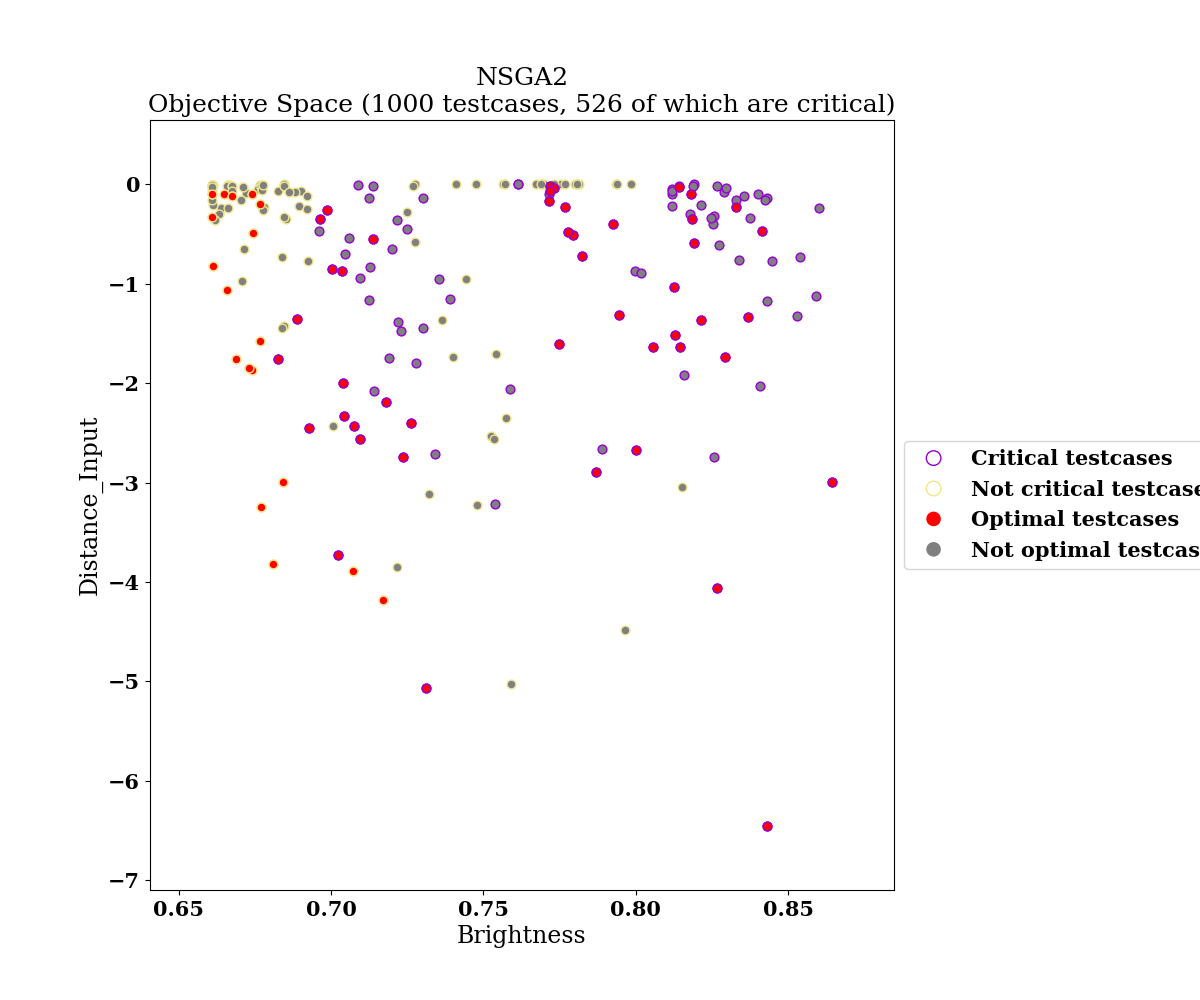 NSGA2
Objective Space (1000 testcases, 526 of which are critical)
0
−1
−2
−3
−4
−5
−6
−7
Distance_Input
0.65 0.70 0.75 0.80 0.85
Brightness
Critical testcases
Not critical testcase
Optimal testcases
Not optimal testcas